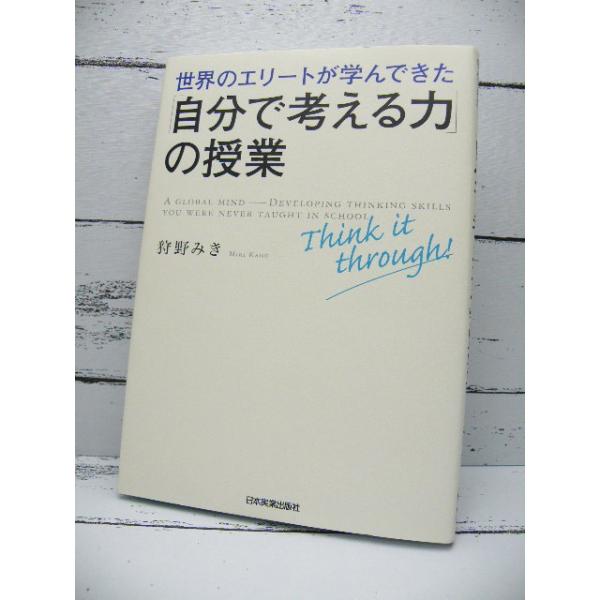 世界のエリートが学んできた
「自分で考える力」
の授業
A GLOBAL MIND — DEVELOPING THINKING SKILLS
YOU WERE NEVER TAUGHT IN SCHOOL
Think it
through!
狩野みき MIKI KANO
日本実業出版社